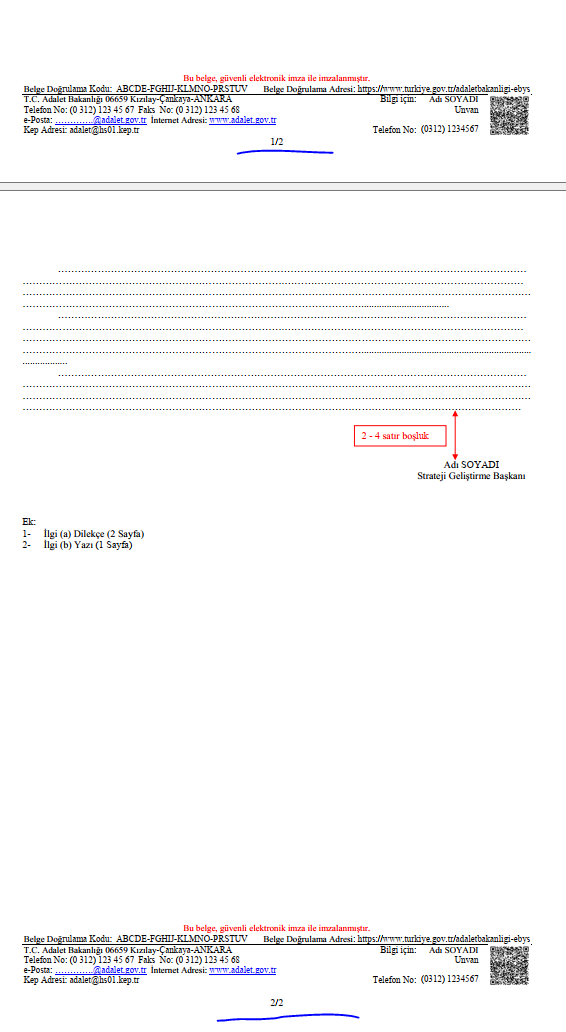 Bu belge, güvenli elektronik imza ile imzalanmıştır.
Belge Doğrulama Kodu: ABCDE-FGHIJ-KLMNO-PRSTUV Belge Doğrulama Adresi: https://www.turkiye.gov.tr/adaletbakanligi-ebys
T.C. Adalet Bakanlığı 06659 Kızılay-Çankaya-ANKARA Bilgi için: Adı SOYADI
Telefon No: (0 312) 123 45 67 Faks No: (0 312) 123 45 68 Unvan
e-Posta: ………….@adalet.gov.tr İnternet Adresi: www.adalet.gov.tr
Kep Adresi: adalet@hs01.kep.tr Telefon No: (0312) 1234567
1/2
2 - 4 satır boşluk
Adı SOYADI
Strateji Geliştirme Başkanı
Ek:
1- İlgi (a) Dilekçe (2 Sayfa)
2- İlgi (b) Yazı (1 Sayfa)
Bu belge, güvenli elektronik imza ile imzalanmıştır.
Belge Doğrulama Kodu: ABCDE-FGHIJ-KLMNO-PRSTUV Belge Doğrulama Adresi: https://www.turkiye.gov.tr/adaletbakanligi-ebys
T.C. Adalet Bakanlığı 06659 Kızılay-Çankaya-ANKARA Bilgi için: Adı SOYADI
Telefon No: (0 312) 123 45 67 Faks No: (0 312) 123 45 68 Unvan
e-Posta: ………….@adalet.gov.tr İnternet Adresi: www.adalet.gov.tr
Kep Adresi: adalet@hs01.kep.tr Telefon No: (0312) 1234567
2/2